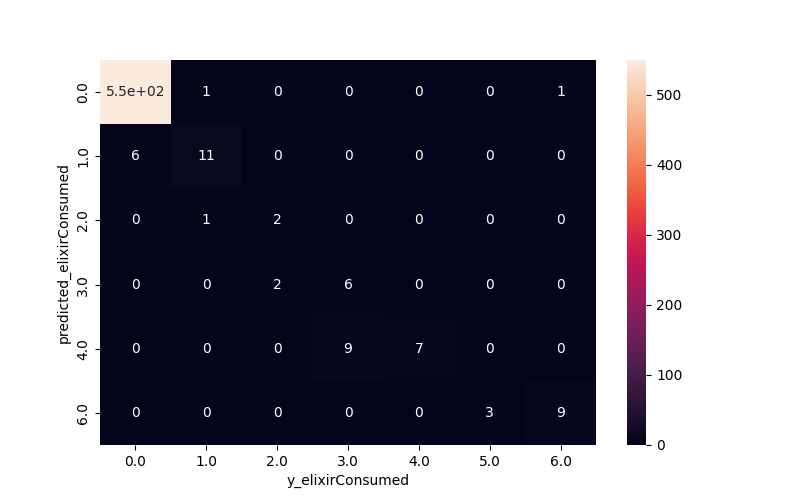 0.0 5.5e+02 1 0 0 0 0 1
1.0 6 11 0 0 0 0 0
2.0 0 1 2 0 0 0 0
3.0 0 0 2 6 0 0 0
4.0 0 0 0 9 7 0 0
6.0 0 0 0 0 0 3 9
0.0 1.0 2.0 3.0 4.0 5.0 6.0
y_elixirConsumed
predicted_elixirConsumed
500
400
300
200
100
0